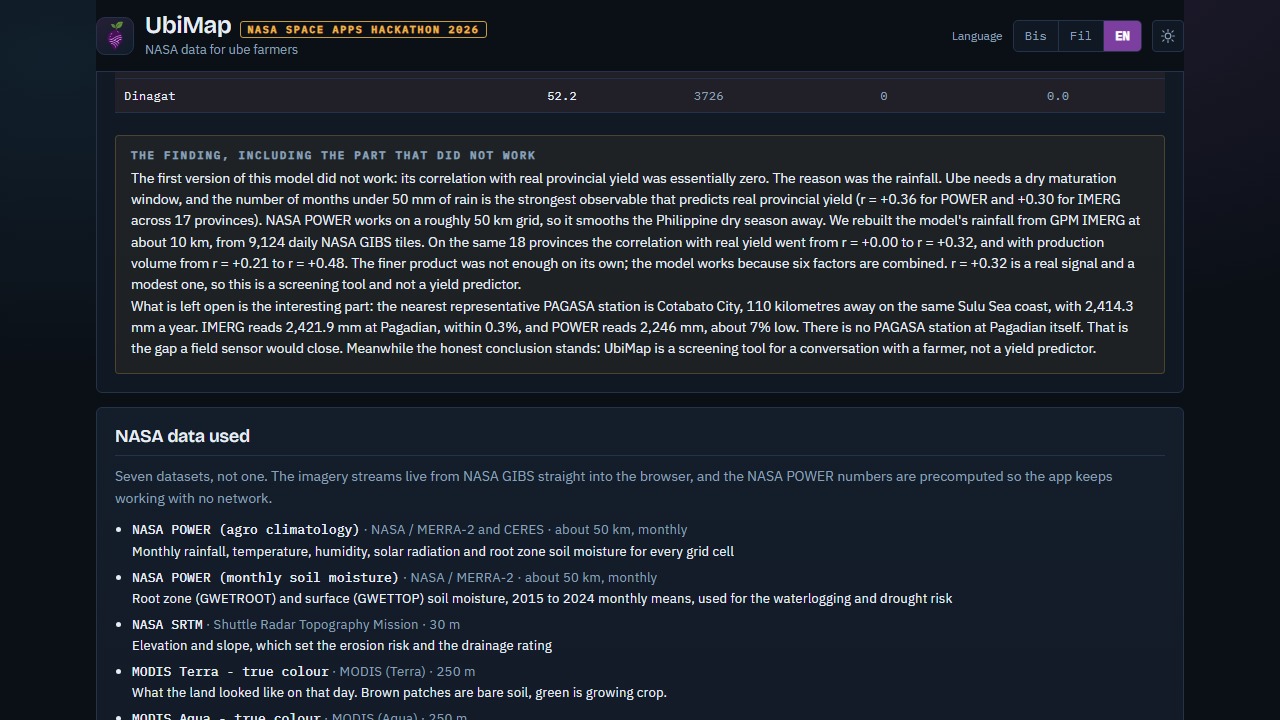 UbiMap NASA SPACE APPS HACKATHON 2026
NASA data for ube farmers
Language Bis Fil EN
Dinagat 52.2 3726 0 0.0
THE FINDING, INCLUDING THE PART THAT DID NOT WORK
The first version of this model did not work: its correlation with real provincial yield was essentially zero. The reason was the rainfall. Ube needs a dry maturation
window, and the number of months under 50 mm of rain is the strongest observable that predicts real provincial yield (r = +0.36 for POWER and +0.30 for IMERG
across 17 provinces). NASA POWER works on a roughly 50 km grid, so it smooths the Philippine dry season away. We rebuilt the model's rainfall from GPM IMERG at
about 10 km, from 9,124 daily NASA GIBS tiles. On the same 18 provinces the correlation with real yield went from r = +0.00 to r = +0.32, and with production
volume from r = +0.21 to r = +0.48. The finer product was not enough on its own; the model works because six factors are combined. r = +0.32 is a real signal and a
modest one, so this is a screening tool and not a yield predictor.
What is left open is the interesting part: the nearest representative PAGASA station is Cotabato City, 110 kilometres away on the same Sulu Sea coast, with 2,414.3
mm a year. IMERG reads 2,421.9 mm at Pagadian, within 0.3%, and POWER reads 2,246 mm, about 7% low. There is no PAGASA station at Pagadian itself. That is
the gap a field sensor would close. Meanwhile the honest conclusion stands: UbiMap is a screening tool for a conversation with a farmer, not a yield predictor.
NASA data used
Seven datasets, not one. The imagery streams live from NASA GIBS straight into the browser, and the NASA POWER numbers are precomputed so the app keeps
working with no network.
• NASA POWER (agro climatology) · NASA / MERRA-2 and CERES · about 50 km, monthly
Monthly rainfall, temperature, humidity, solar radiation and root zone soil moisture for every grid cell
• NASA POWER (monthly soil moisture) · NASA / MERRA-2 · about 50 km, monthly
Root zone (GWETROOT) and surface (GWETTOP) soil moisture, 2015 to 2024 monthly means, used for the waterlogging and drought risk
• NASA SRTM · Shuttle Radar Topography Mission · 30 m
Elevation and slope, which set the erosion risk and the drainage rating
• MODIS Terra - true colour · MODIS (Terra) · 250 m
What the land looked like on that day. Brown patches are bare soil, green is growing crop.
• MODIS Aqua - true colour · MODIS (Aqua) · 250 m